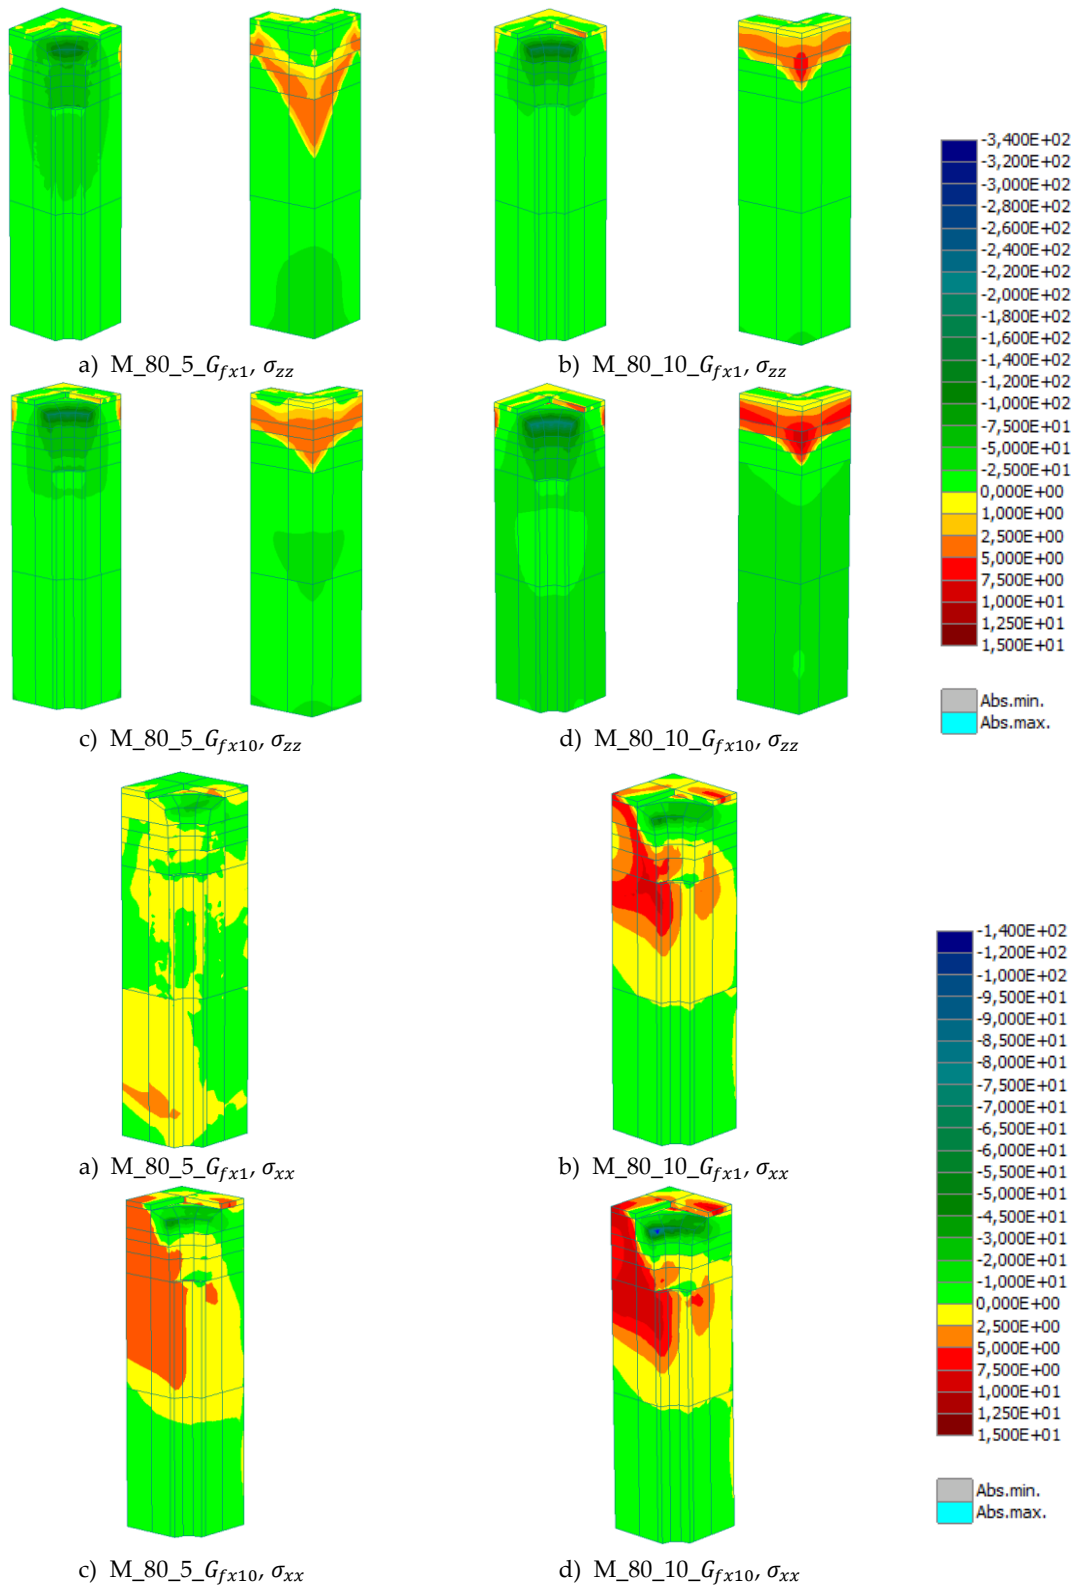 -3,400E+02
-3,200E+02
-3,000E+02
-2,800E+02
-2,600E+02
-2,400E+02
-2,200E+02
-2,000E+02
-1,800E+02
-1,600E+02
-1,400E+02
-1,200E+02
-1,000E+02
-7,500E+01
-5,000E+01
-2,500E+01
0,000E+00
1,000E+00
2,500E+00
5,000E+00
7,500E+00
1,000E+01
1,250E+01
1,500E+01
Abs.min.
Abs.max.
a) M_80_5_G_{fx1}, σ_{zz}
b) M_80_10_G_{fx1}, σ_{zz}
c) M_80_5_G_{fx10}, σ_{zz}
d) M_80_10_G_{fx10}, σ_{zz}
-1,400E+02
-1,200E+02
-1,000E+02
-9,500E+01
-9,000E+01
-8,500E+01
-8,000E+01
-7,500E+01
-7,000E+01
-6,500E+01
-6,000E+01
-5,500E+01
-5,000E+01
-4,500E+01
-3,000E+01
-2,000E+01
-1,000E+01
0,000E+00
2,500E+00
5,000E+00
7,500E+00
1,000E+01
1,250E+01
1,500E+01
Abs.min.
Abs.max.
a) M_80_5_G_{fx1}, σ_{xx}
b) M_80_10_G_{fx1}, σ_{xx}
c) M_80_5_G_{fx10}, σ_{xx}
d) M_80_10_G_{fx10}, σ_{xx}